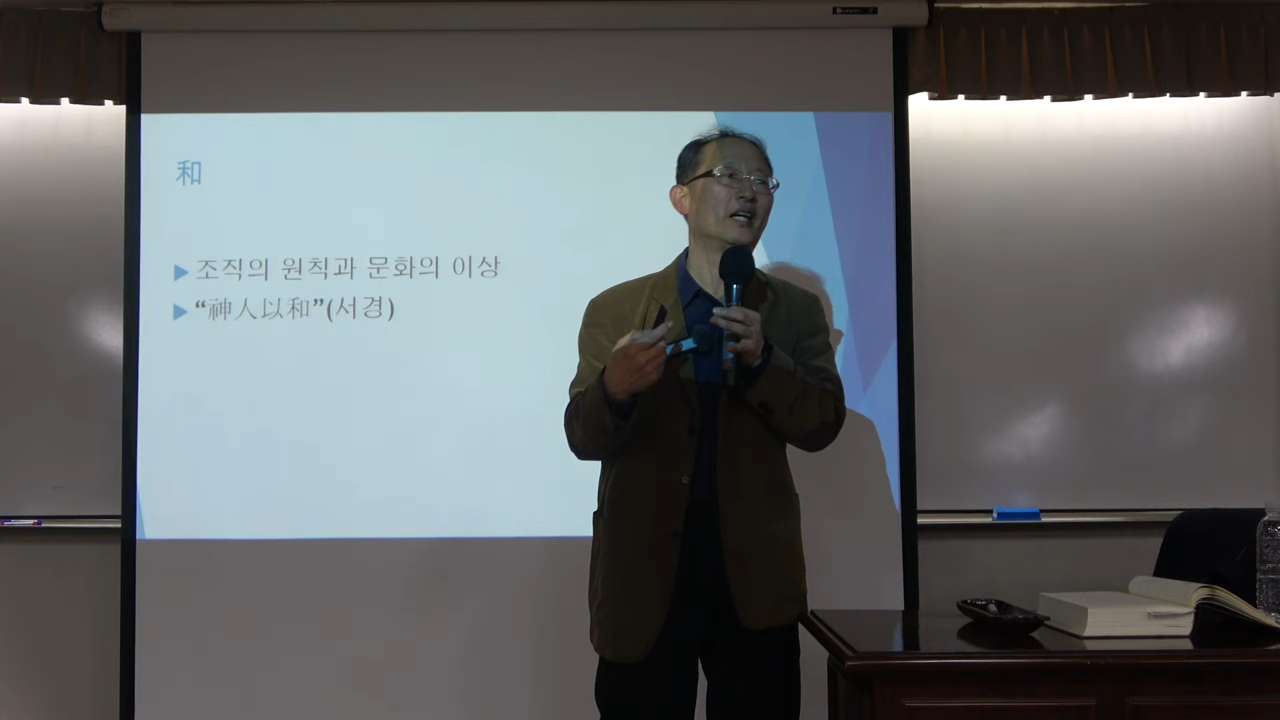 和
조직의 원칙과 문화의 이상
“神人以和”(서경)